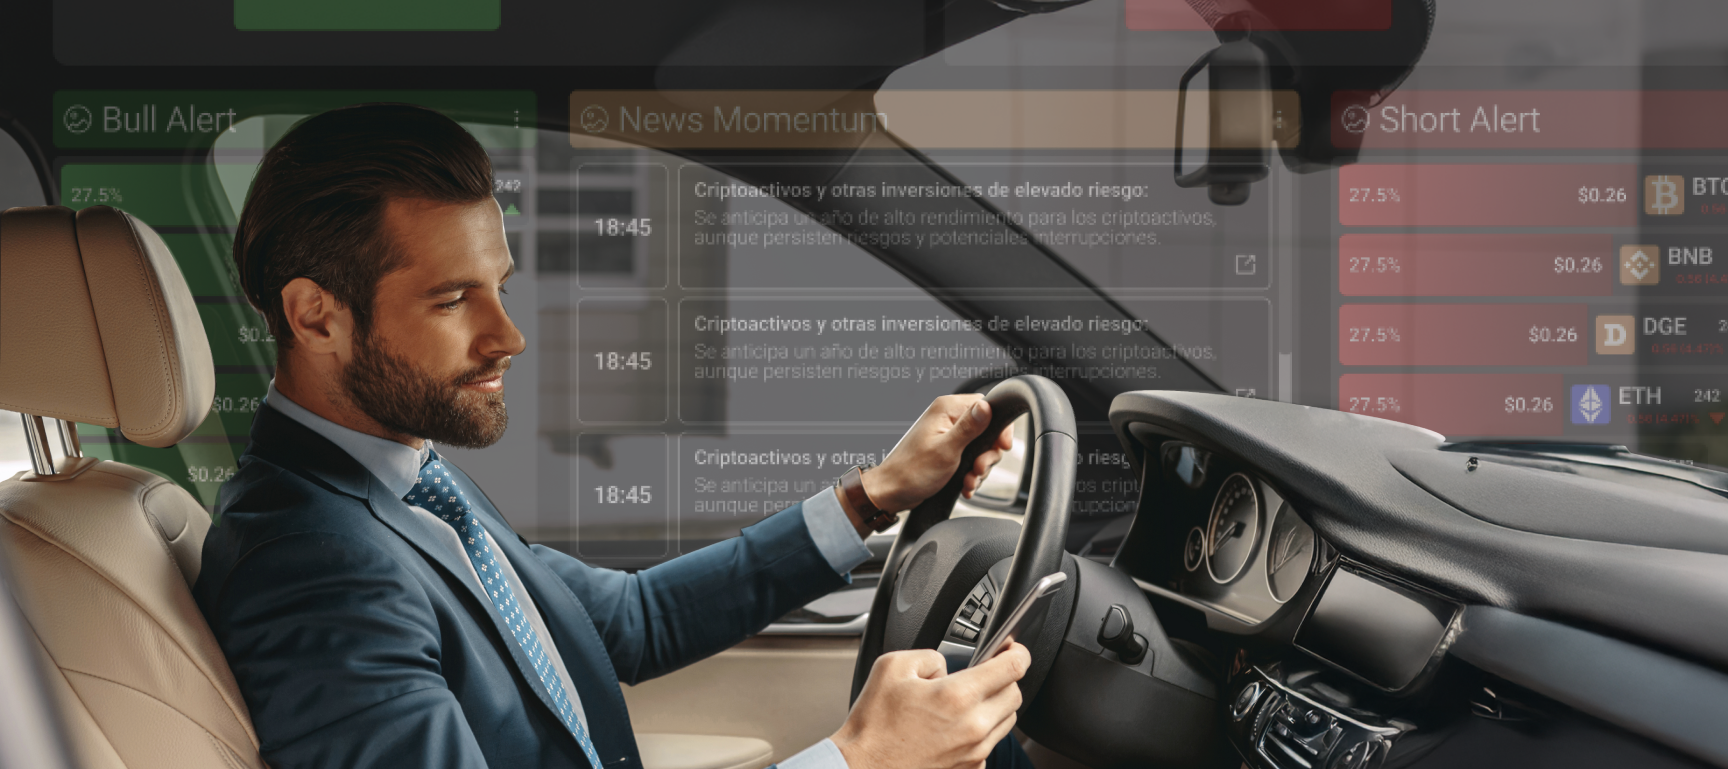 Bull Alert
27.5%
242
$0.26
$0.26
News Momentum
18:45
Criptoactivos y otras inversiones de elevado riesgo:
Se anticipa un año de alto rendimiento para los criptoactivos,
aunque persisten riesgos y potenciales interrupciones.
18:45
Criptoactivos y otras inversiones de elevado riesgo:
Se anticipa un año de alto rendimiento para los criptoactivos,
aunque persisten riesgos y potenciales interrupciones.
18:45
Criptoactivos y otras
Se anticipa un
Short Alert
27.5% $0.26 BTC
27.5% $0.26 BNB
27.5% $0.26 DGE
27.5% $0.26 ETH 242